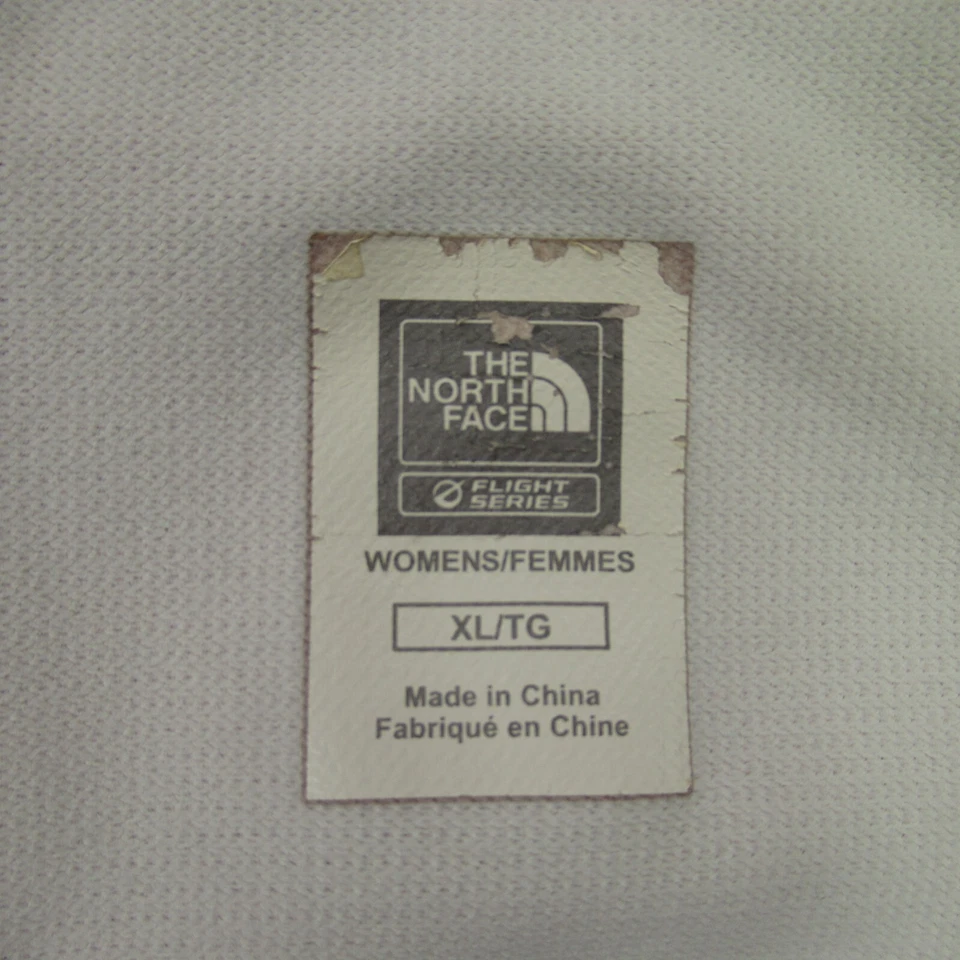 THE
NORTH
FACE
FLIGHT
SERIES
WOMENS/FEMMES
XL/TG
Made in China
Fabriqué en Chine